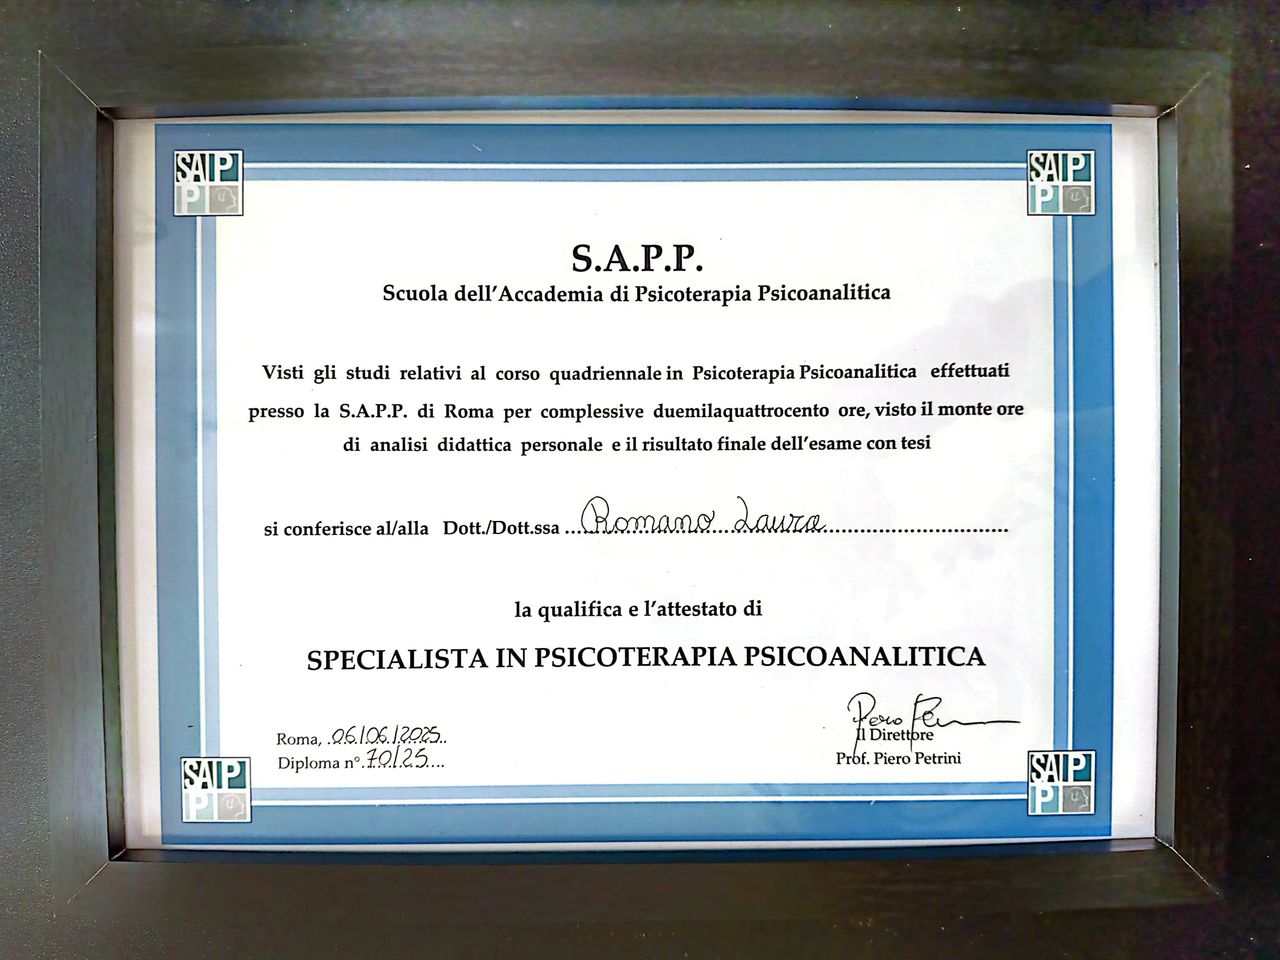 SAPP
SAPP
S.A.P.P.
Scuola dell'Accademia di Psicoterapia Psicoanalitica
Visti gli studi relativi al corso quadriennale in Psicoterapia Psicoanalitica effettuati
presso la S.A.P.P. di Roma per complessive duemilaquattrocento ore, visto il monte ore
di analisi didattica personale e il risultato finale dell'esame con tesi
si conferisce al/alla Dott./Dott.ssa ...Romano Laura...................................
la qualifica e l'attestato di
SPECIALISTA IN PSICOTERAPIA PSICOANALITICA
Roma, .06/06/2025..
Diploma n°.70/25....
Il Direttore
Prof. Piero Petrini
SAPP
SAPP